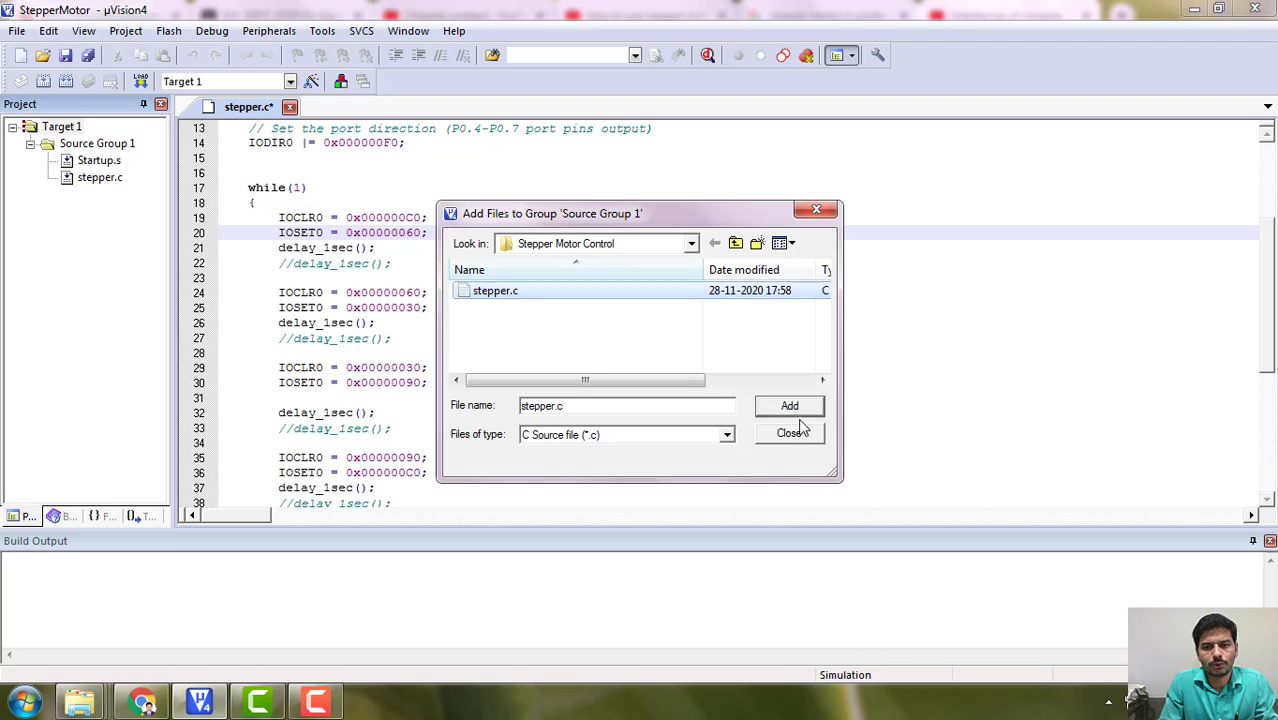 StepperMotor - µVision4
File Edit View Project Flash Debug Peripherals Tools SVCS Window Help
LOAD Target 1
Project
stepper.c*
Target 1
Source Group 1
Startup.s
stepper.c
13 // Set the port direction (P0.4-P0.7 port pins output)
14 IODIR0 |= 0x000000F0;
15
16
17 while(1)
18 {
19 IOCLR0 = 0x000000C0;
20 IOSET0 = 0x00000060;
21 delay_1sec();
22 //delay_1sec();
23
24 IOCLR0 = 0x00000060;
25 IOSET0 = 0x00000030;
26 delay_1sec();
27 //delay_1sec();
28
29 IOCLR0 = 0x00000030;
30 IOSET0 = 0x00000090;
31
32 delay_1sec();
33 //delay_1sec();
34
35 IOCLR0 = 0x00000090;
36 IOSET0 = 0x000000C0;
37 delay_1sec();
38 //delay_1sec();
Add Files to Group 'Source Group 1'
Look in: Stepper Motor Control
Name Date modified Ty
stepper.c 28-11-2020 17:58 C
File name: stepper.c Add
Files of type: C Source file (*.c) Close
P... B... {} F... T...
Build Output
Simulation